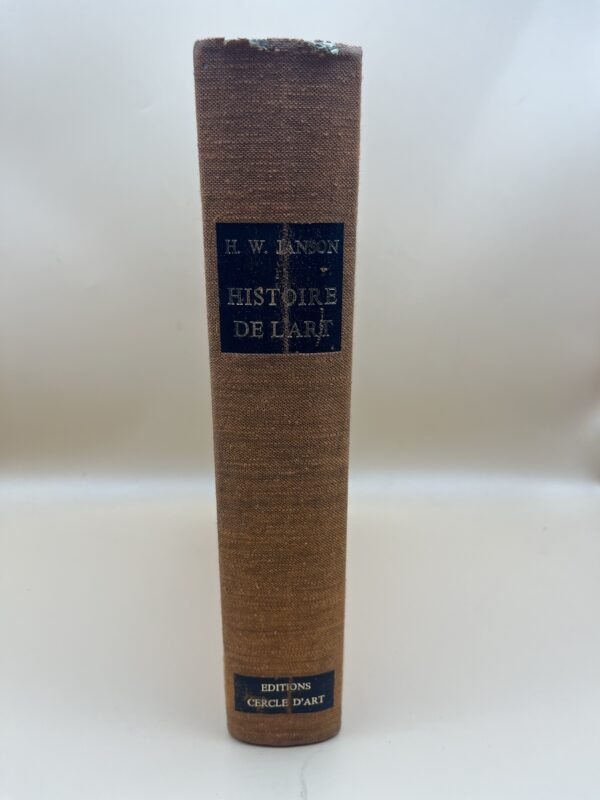 H. W. JANSON
HISTOIRE
DE L'ART
EDITIONS
CERCLE D'ART